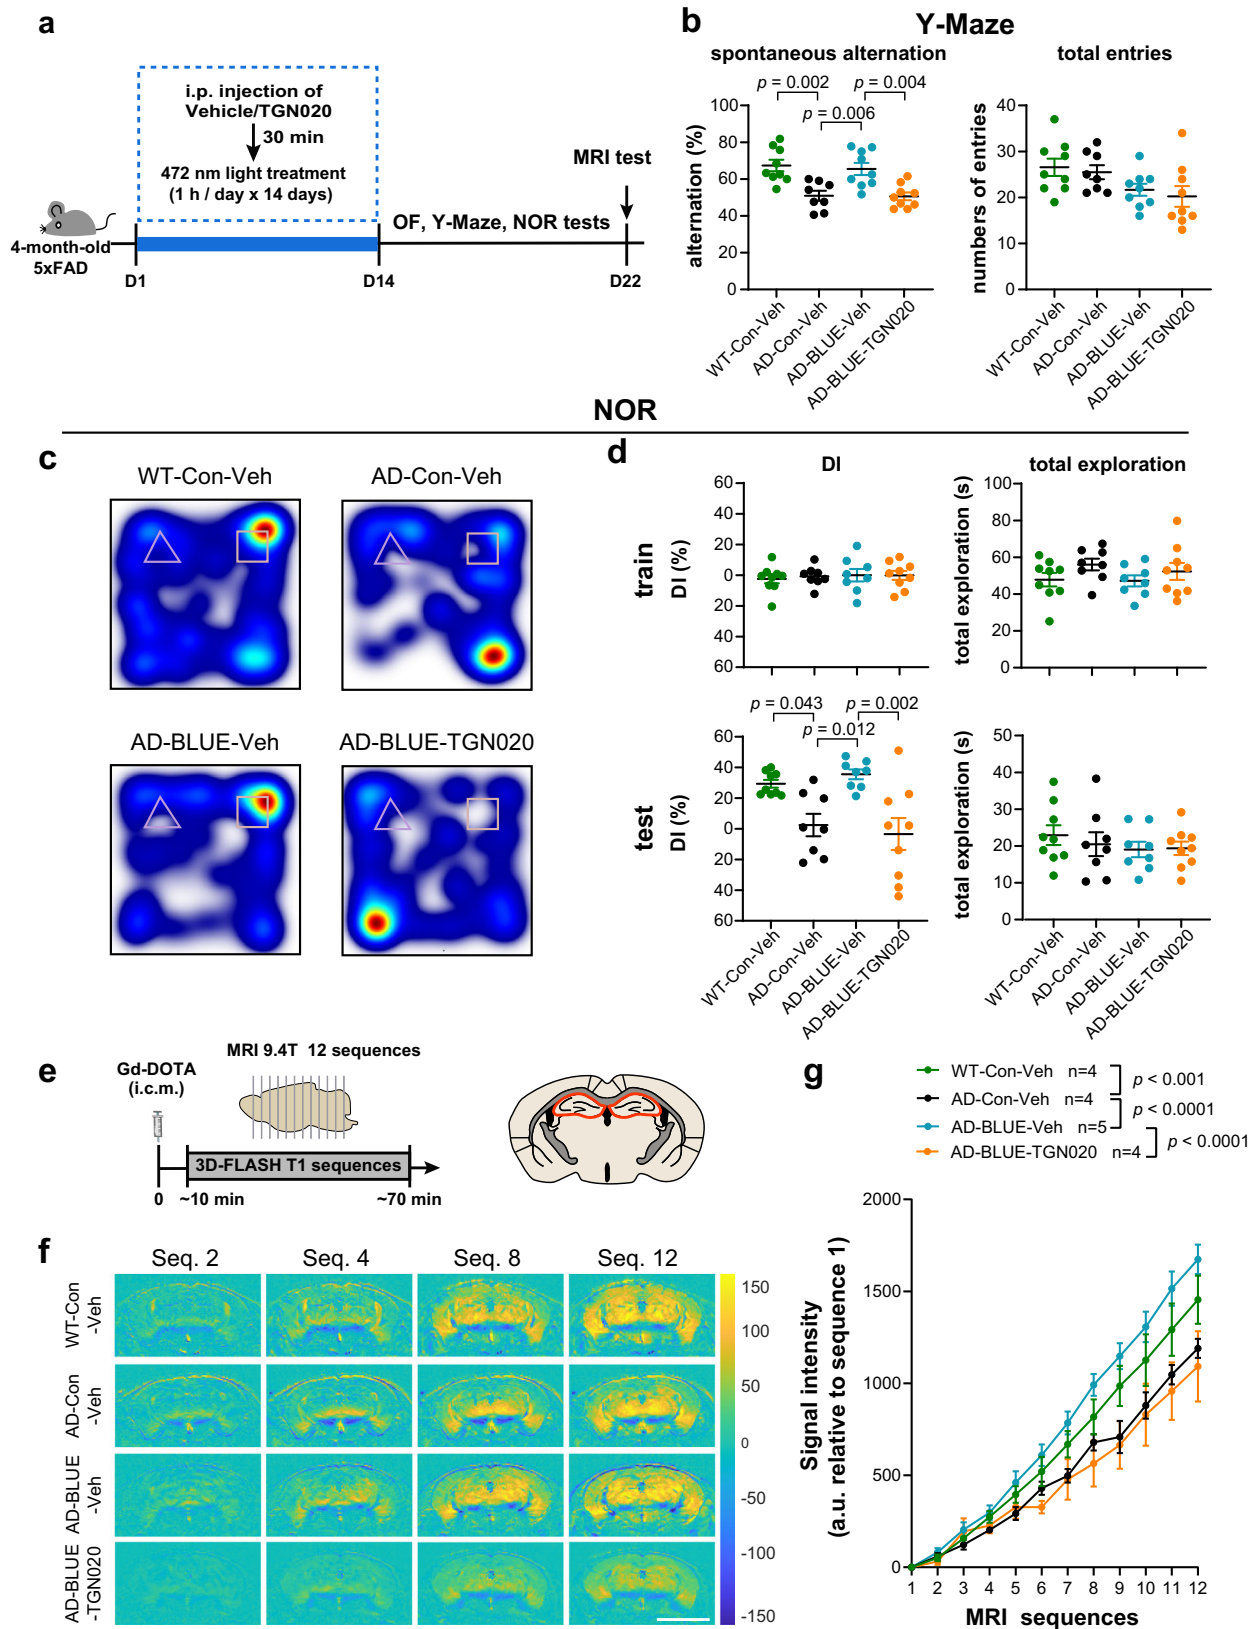 a
i.p. injection of
Vehicle/TGN020
30 min
472 nm light treatment
(1 h / day x 14 days)
MRI test
OF, Y-Maze, NOR tests
4-month-old
5xFAD
D1
D14
D22
b
Y-Maze
spontaneous alternation
total entries
p = 0.002
p = 0.004
p = 0.006
alternation (%)
100
80
60
40
20
0
WT-Con-Veh
AD-Con-Veh
AD-BLUE-Veh
AD-BLUE-TGN020
numbers of entries
40
30
20
10
0
WT-Con-Veh
AD-Con-Veh
AD-BLUE-Veh
AD-BLUE-TGN020
NOR
c
WT-Con-Veh
AD-Con-Veh
AD-BLUE-Veh
AD-BLUE-TGN020
d
DI
total exploration
train
DI (%)
60
40
20
0
20
40
60
total exploration (s)
100
80
60
40
20
0
test
DI (%)
p = 0.043
p = 0.002
p = 0.012
60
40
20
0
20
40
60
WT-Con-Veh
AD-Con-Veh
AD-BLUE-Veh
AD-BLUE-TGN020
total exploration (s)
50
40
30
20
10
0
WT-Con-Veh
AD-Con-Veh
AD-BLUE-Veh
AD-BLUE-TGN020
e
MRI 9.4T 12 sequences
Gd-DOTA
(i.c.m.)
3D-FLASH T1 sequences
0
~10 min
~70 min
f
Seq. 2
Seq. 4
Seq. 8
Seq. 12
WT-Con
-Veh
AD-Con
-Veh
AD-BLUE
-Veh
AD-BLUE
-TGN020
150
100
50
0
-50
-100
-150
g
WT-Con-Veh n=4
AD-Con-Veh n=4
AD-BLUE-Veh n=5
AD-BLUE-TGN020 n=4
p < 0.001
p < 0.0001
p < 0.0001
Signal intensity
(a.u. relative to sequence 1)
2000
1500
1000
500
0
1 2 3 4 5 6 7 8 9 10 11 12
MRI sequences